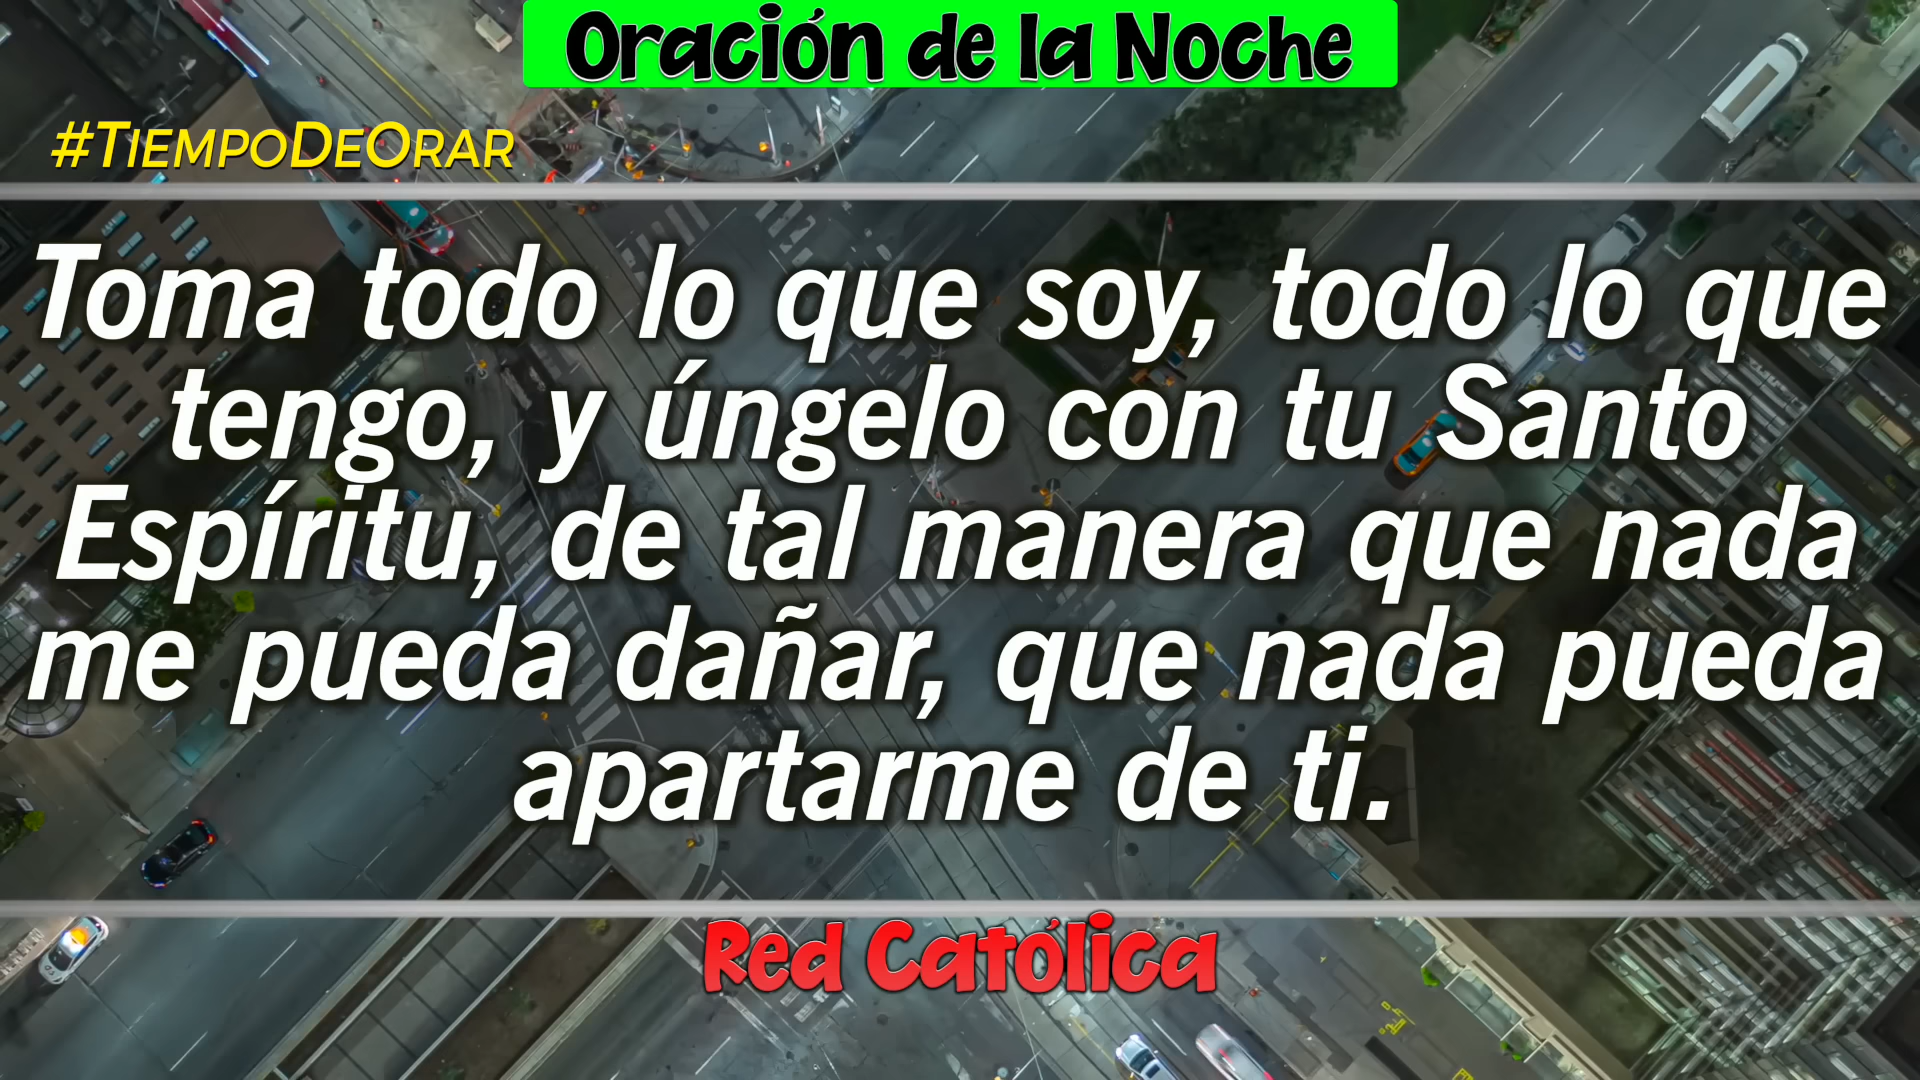 Oración de la Noche
#TiempoDeOrar
Toma todo lo que soy, todo lo que
tengo, y úngelo con tu Santo
Espíritu, de tal manera que nada
me pueda dañar, que nada pueda
apartarme de ti.
Red Católica